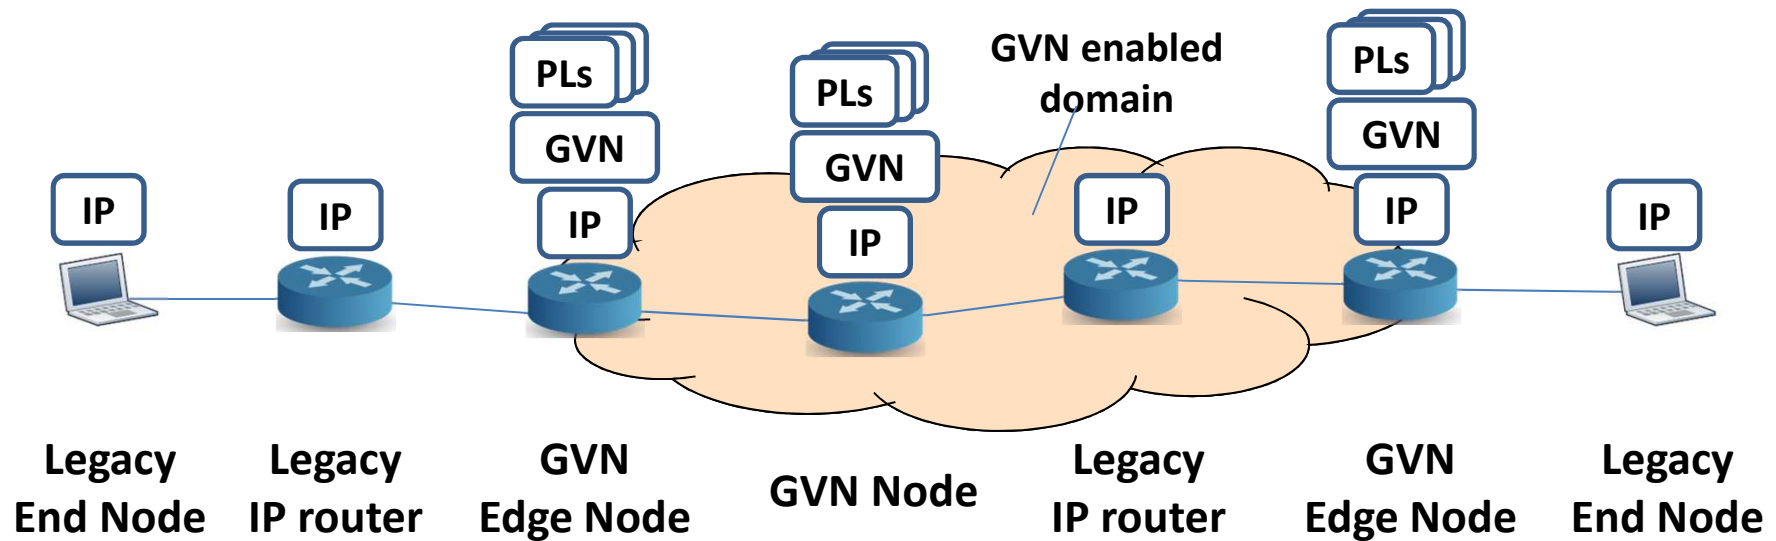 GVN enabled
domain
PLs
GVN
IP
PLs
GVN
IP
PLs
GVN
IP
IP
IP
IP
IP
Legacy
End Node
Legacy
IP router
GVN
Edge Node
GVN Node
Legacy
IP router
GVN
Edge Node
Legacy
End Node